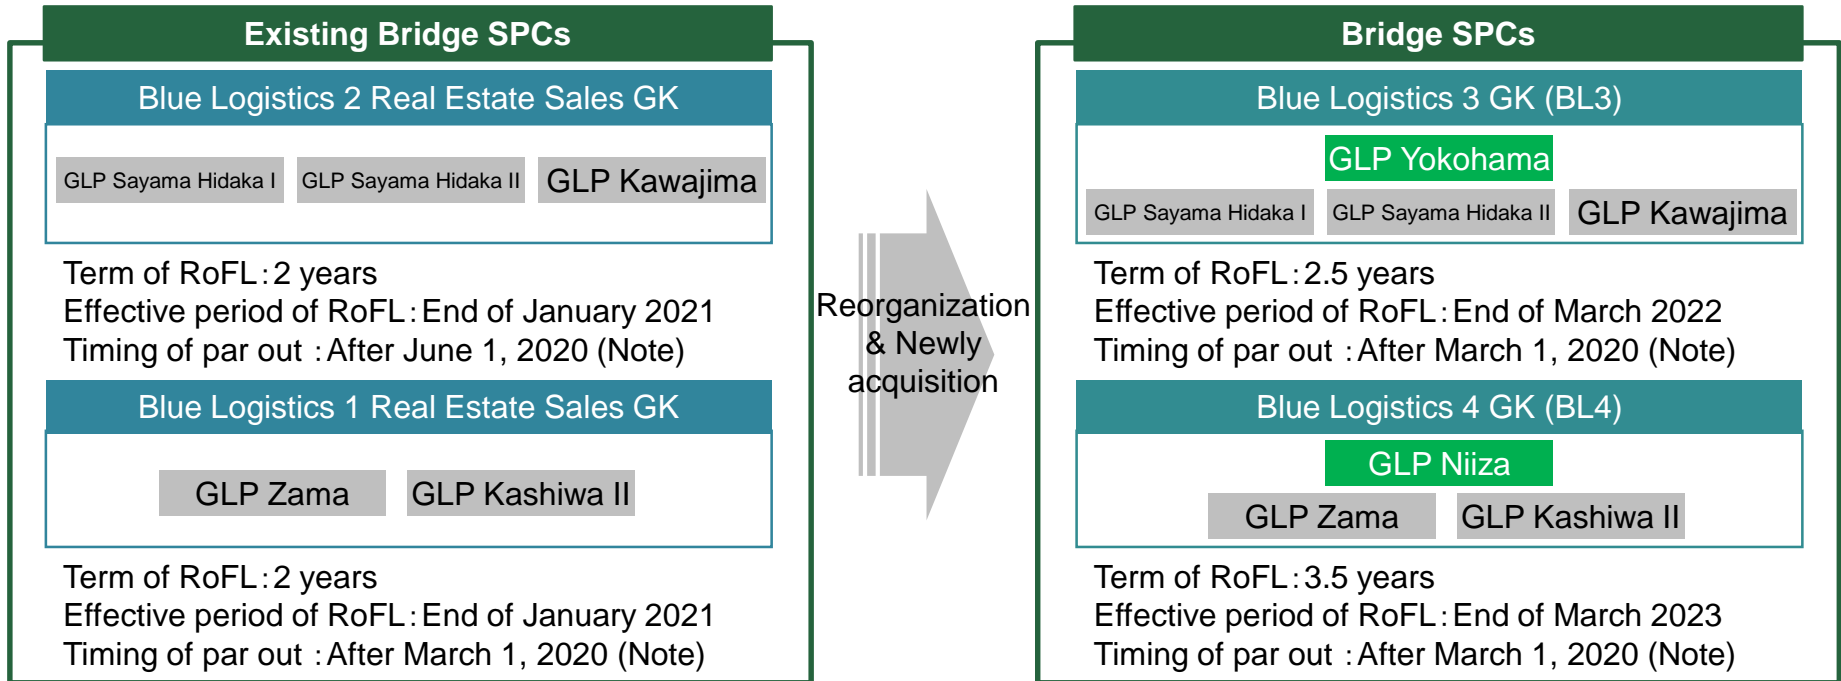 Existing Bridge SPCs
Blue Logistics 2 Real Estate Sales GK
GLP Sayama Hidaka I GLP Sayama Hidaka II GLP Kawajima
Term of RoFL：2 years
Effective period of RoFL：End of January 2021
Timing of par out ：After June 1, 2020 (Note)
Blue Logistics 1 Real Estate Sales GK
GLP Zama GLP Kashiwa II
Term of RoFL：2 years
Effective period of RoFL：End of January 2021
Timing of par out ：After March 1, 2020 (Note)
Reorganization
& Newly
acquisition
Bridge SPCs
Blue Logistics 3 GK (BL3)
GLP Yokohama
GLP Sayama Hidaka I GLP Sayama Hidaka II GLP Kawajima
Term of RoFL：2.5 years
Effective period of RoFL：End of March 2022
Timing of par out ：After March 1, 2020 (Note)
Blue Logistics 4 GK (BL4)
GLP Niiza
GLP Zama GLP Kashiwa II
Term of RoFL：3.5 years
Effective period of RoFL：End of March 2023
Timing of par out ：After March 1, 2020 (Note)